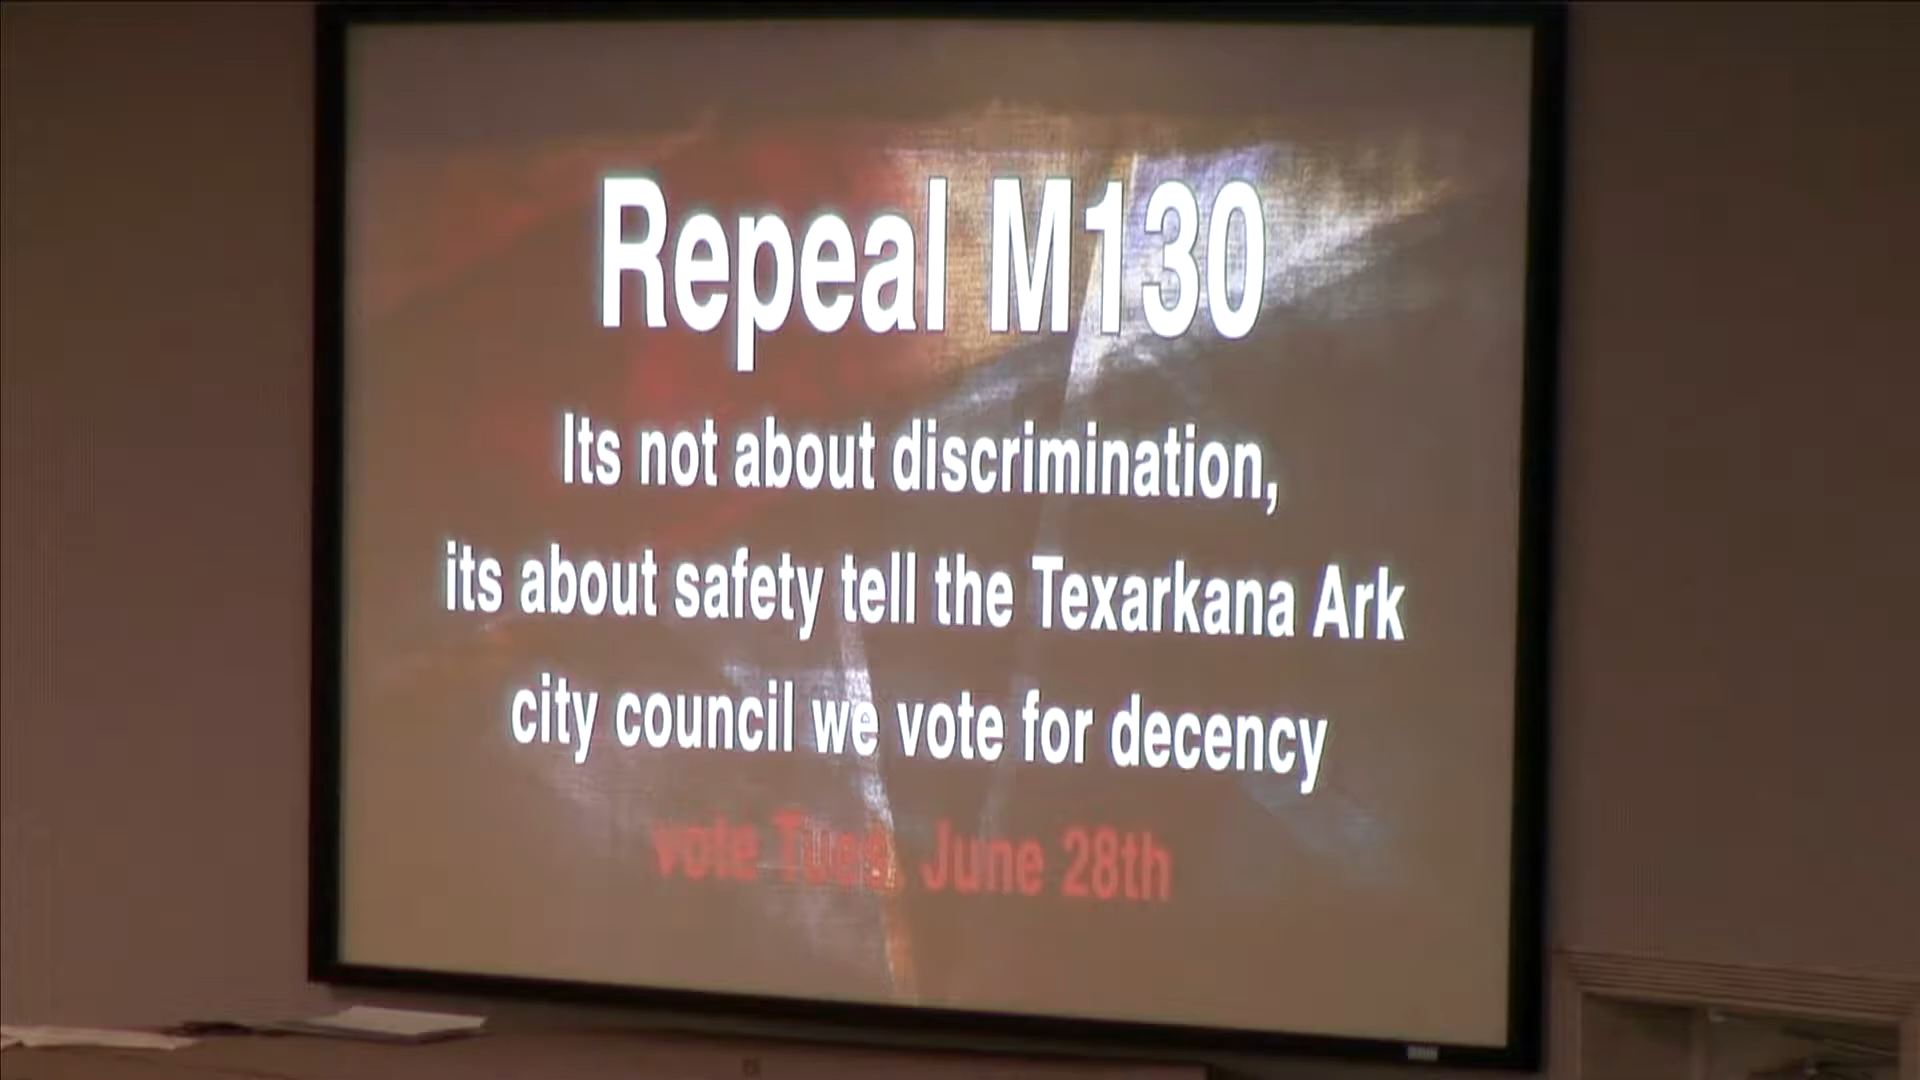 Repeal M130
Its not about discrimination,
its about safety tell the Texarkana Ark
city council we vote for decency
vote Tues. June 28th